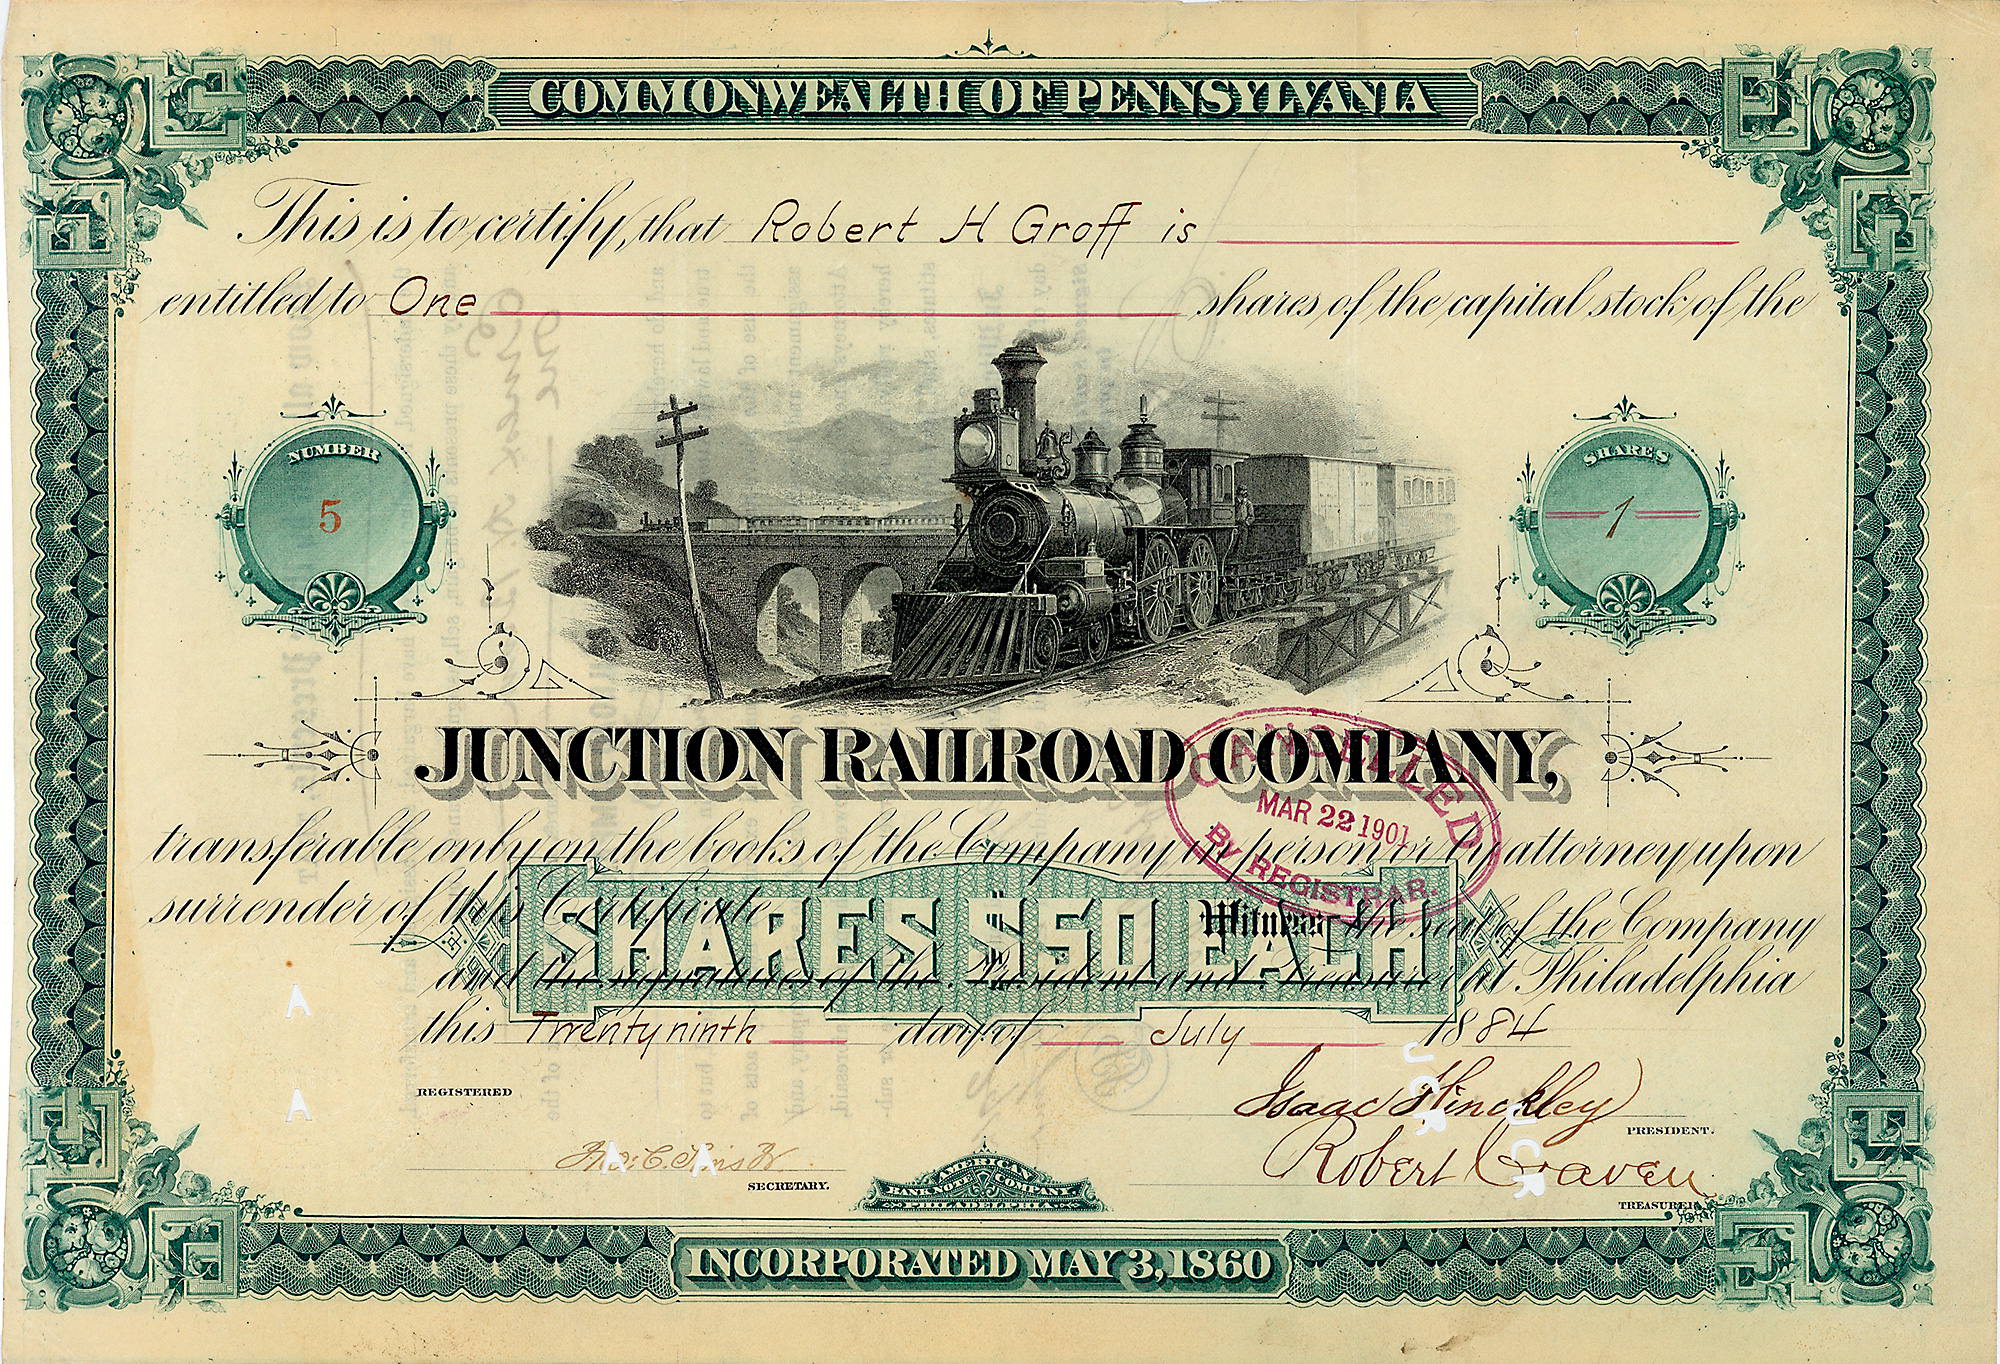 COMMONWEALTH OF PENNSYLVANIA
This is to certify, that Robert H Groff is
entitled to One shares of the capital stock of the
NUMBER
5
SHARES
1
JUNCTION RAILROAD COMPANY,
CANCELLED
MAR 22 1901
BY REGISTRAR.
transferable only on the books of the Company in person or by attorney upon
surrender of this Certificate
Witness the seal of the Company
SHARES $50 EACH
and the signatures of the President and Treasurer at Philadelphia
this Twenty ninth day of July 1884
REGISTERED
Isaac Hinckley
PRESIDENT.
Robert Craven
TREASURER.
SECRETARY.
AMERICAN
BANK NOTE COMPANY.
PHILADELPHIA
INCORPORATED MAY 3, 1860